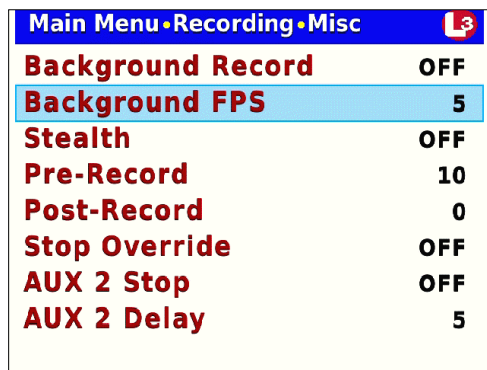 Main Menu•Recording•Misc L3
Background Record OFF
Background FPS 5
Stealth OFF
Pre-Record 10
Post-Record 0
Stop Override OFF
AUX 2 Stop OFF
AUX 2 Delay 5